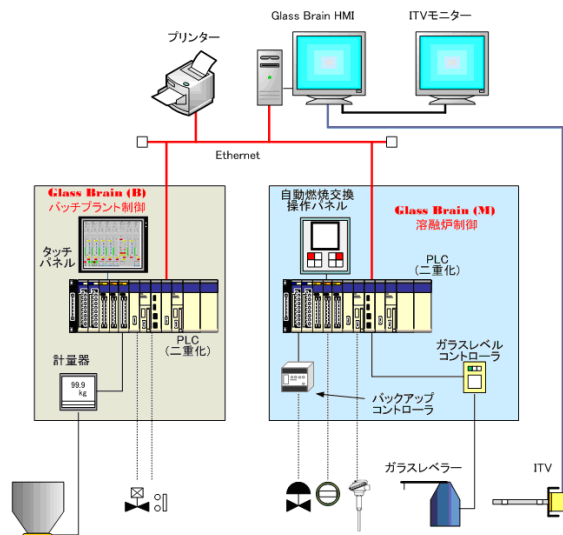 Glass Brain HMI
ITVモニター
プリンター
Ethernet
Glass Brain (B)
バッチプラント制御
タッチ
パネル
PLC
(二重化)
計量器
99.9
kg
自動燃焼交換
操作パネル
Glass Brain (M)
溶融炉制御
PLC
(二重化)
ガラスレベル
コントローラ
バックアップ
コントローラ
ガラスレベラー
ITV